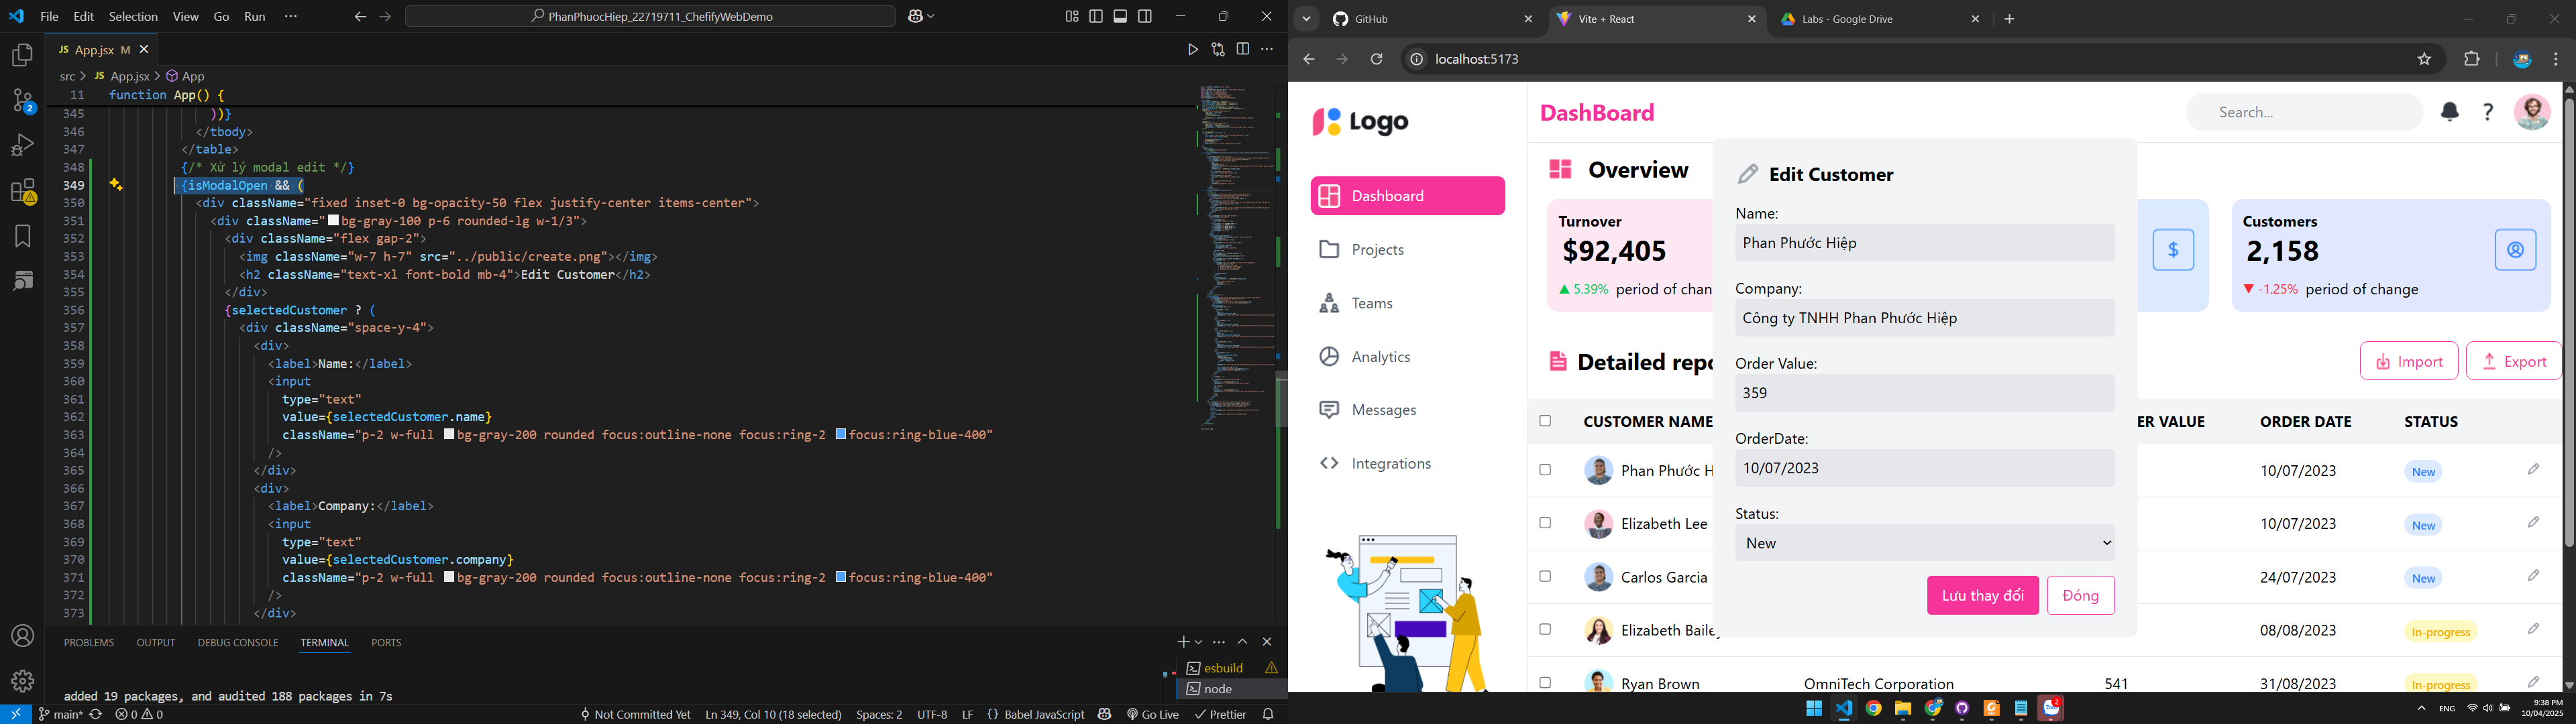 File Edit Selection View Go Run ···
PhanPhuocHiep_22719711_ChefifyWebDemo
JS App.jsx M
src > JS App.jsx > App
11 function App() {
345 ))}
346 </tbody>
347 </table>
348 {/* Xử lý modal edit */}
349 {isModalOpen && (
350 <div className="fixed inset-0 bg-opacity-50 flex justify-center items-center">
351 <div className="bg-gray-100 p-6 rounded-lg w-1/3">
352 <div className="flex gap-2">
353 <img className="w-7 h-7" src="../public/create.png"></img>
354 <h2 className="text-xl font-bold mb-4">Edit Customer</h2>
355 </div>
356 {selectedCustomer ? (
357 <div className="space-y-4">
358 <div>
359 <label>Name:</label>
360 <input
361 type="text"
362 value={selectedCustomer.name}
363 className="p-2 w-full bg-gray-200 rounded focus:outline-none focus:ring-2 focus:ring-blue-400"
364 />
365 </div>
366 <div>
367 <label>Company:</label>
368 <input
369 type="text"
370 value={selectedCustomer.company}
371 className="p-2 w-full bg-gray-200 rounded focus:outline-none focus:ring-2 focus:ring-blue-400"
372 />
373 </div>
PROBLEMS OUTPUT DEBUG CONSOLE TERMINAL PORTS
esbuild
node
added 19 packages, and audited 188 packages in 7s
main* 0 0 Not Committed Yet Ln 349, Col 10 (18 selected) Spaces: 2 UTF-8 LF {} Babel JavaScript Go Live Prettier
2
GitHub
Vite + React
Labs - Google Drive
localhost:5173
Logo
DashBoard
Search...
?
Dashboard
Projects
Teams
Analytics
Messages
Integrations
Overview
Turnover
$92,405
5.39% period of chan
$
Customers
2,158
-1.25% period of change
Detailed repo
Import
Export
CUSTOMER NAME ER VALUE ORDER DATE STATUS
Phan Phước H 10/07/2023 New
Elizabeth Lee 10/07/2023 New
Carlos Garcia 24/07/2023 New
Elizabeth Bailey 08/08/2023 In-progress
Ryan Brown OmniTech Corporation 541 31/08/2023 In-progress
Edit Customer
Name:
Phan Phước Hiệp
Company:
Công ty TNHH Phan Phước Hiệp
Order Value:
359
OrderDate:
10/07/2023
Status:
New
Lưu thay đổi
Đóng
ENG
9:38 PM
10/04/2025